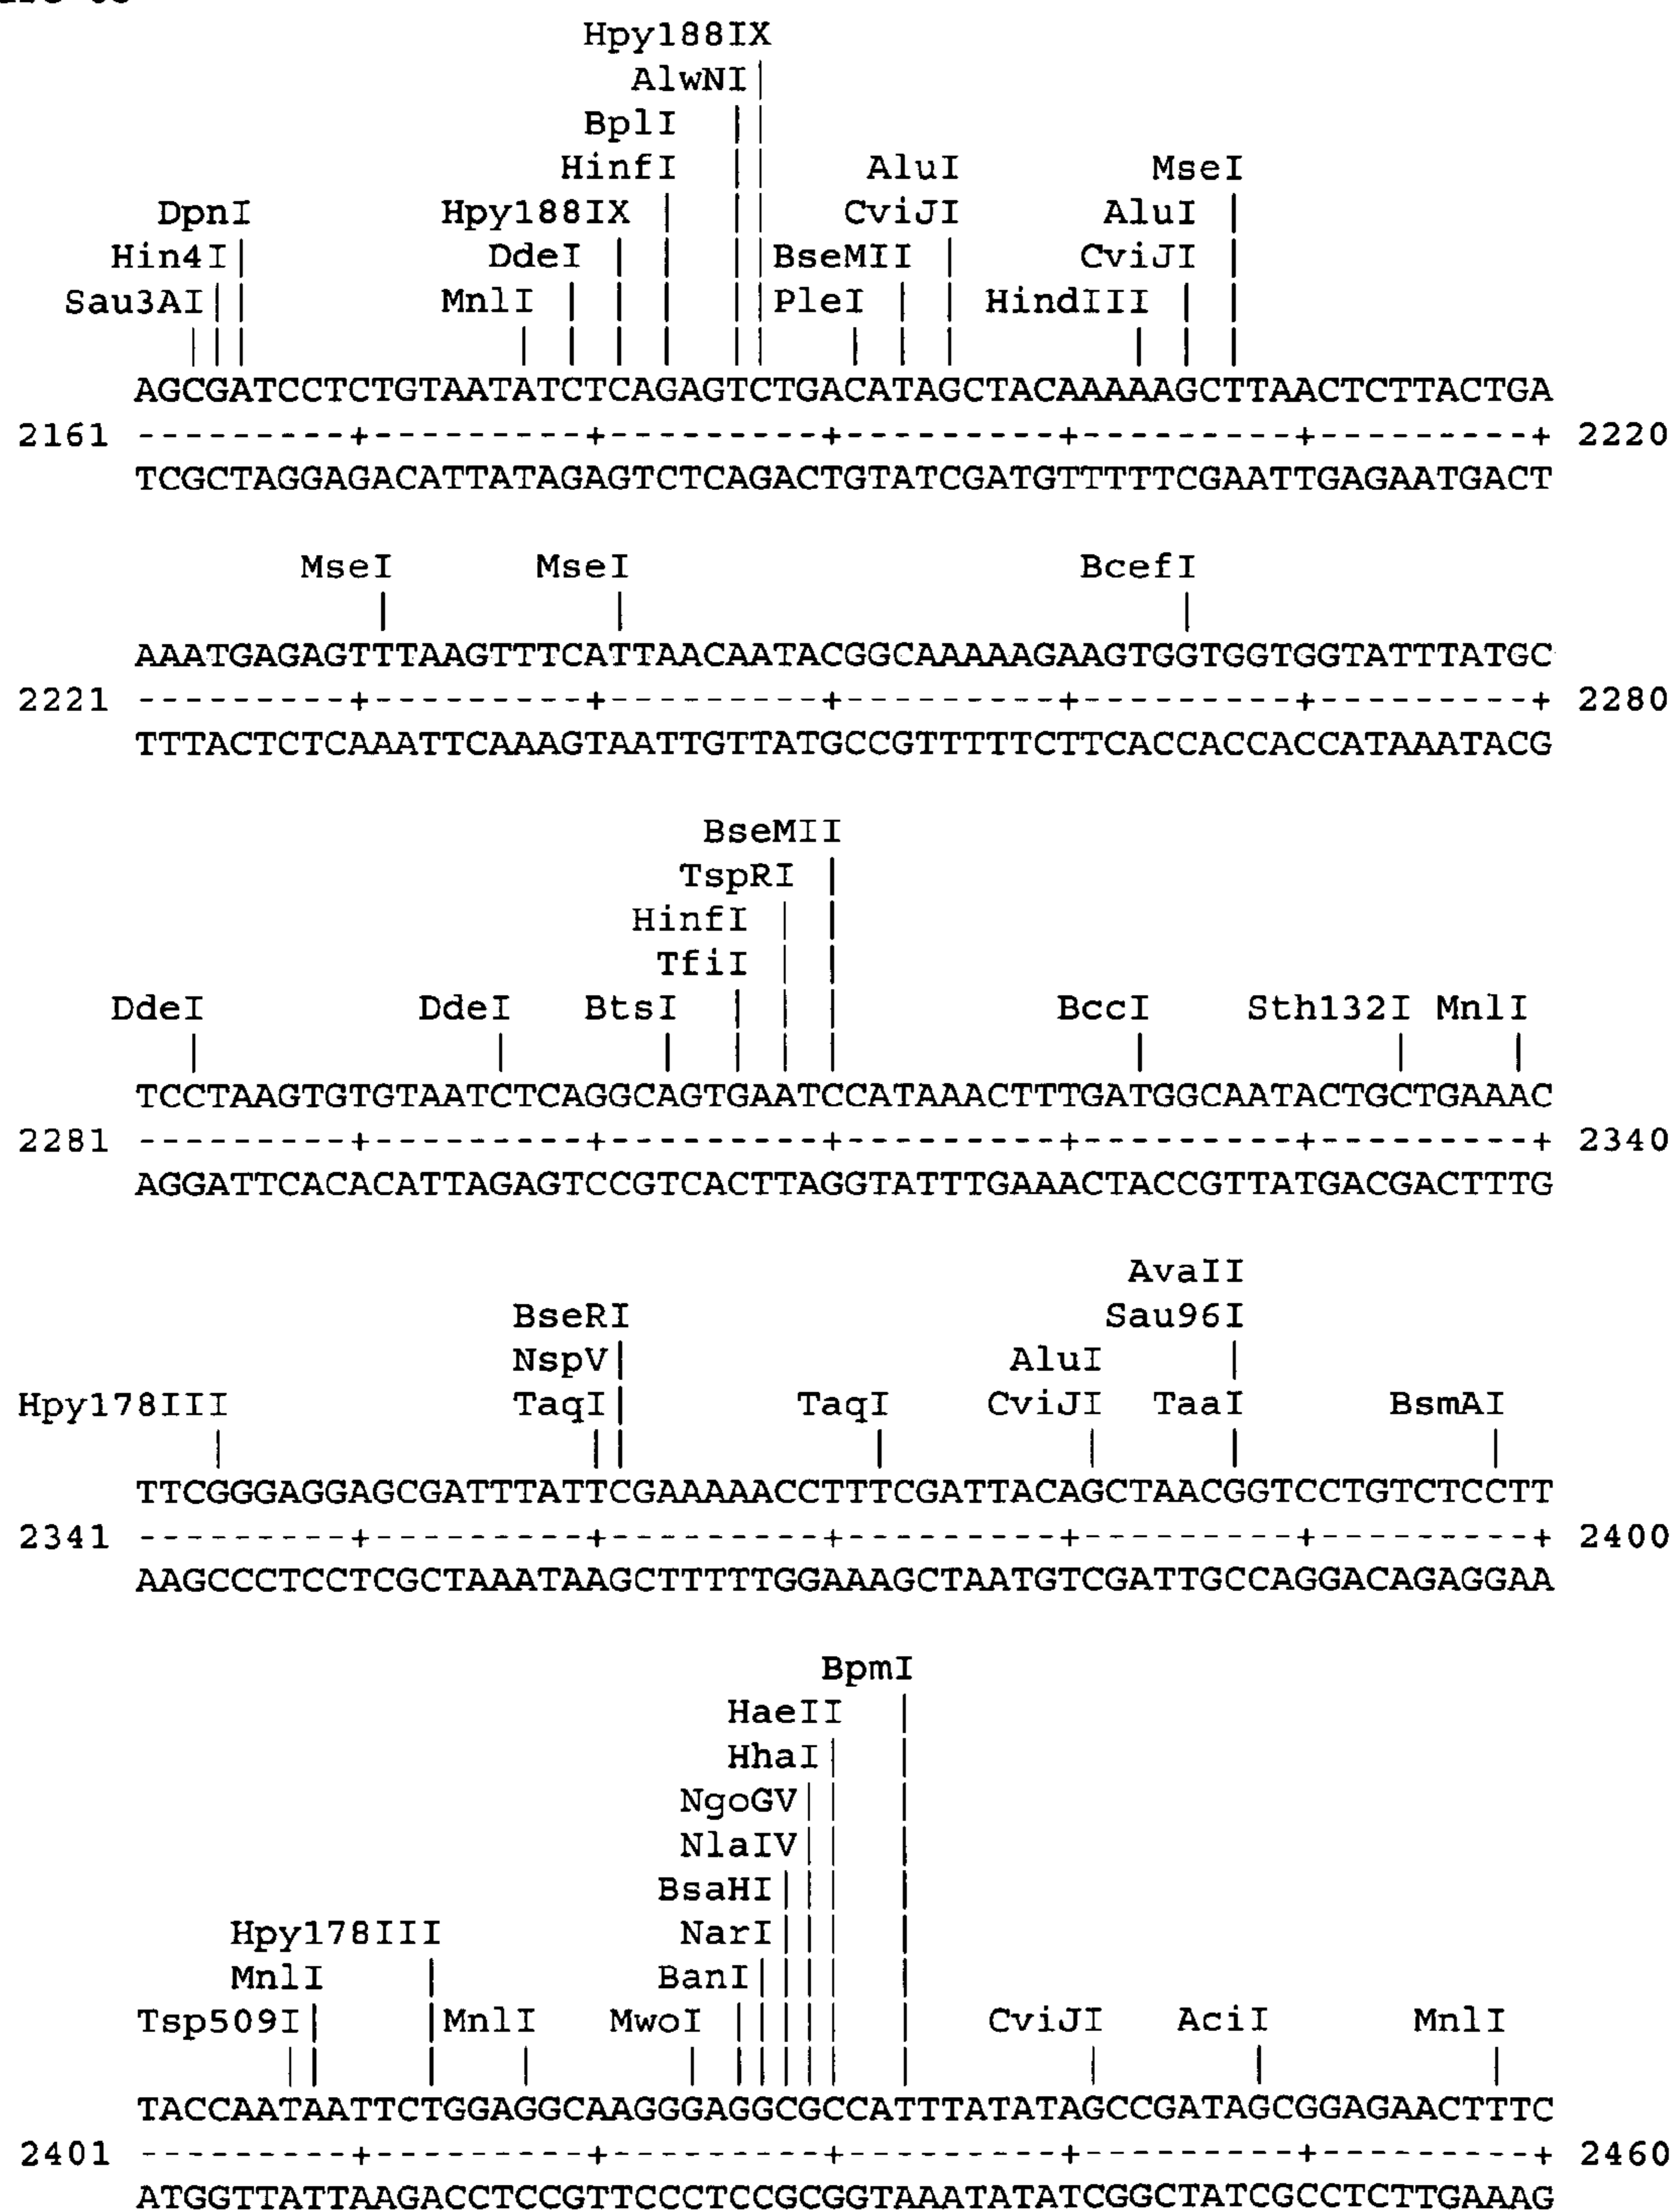 Hpy188IX
AlwNI
BplI
HinfI AluI MseI
DpnI Hpy188IX CviJI AluI
Hin4I DdeI BseMII CviJI
Sau3AI MnlI PleI HindIII
AGCGATCCTCTGTAATATCTCAGAGTCTGACATAGCTACAAAAAGCTTAACTCTTACTGA
2161 ---------+---------+---------+---------+---------+---------+ 2220
TCGCTAGGAGACATTATAGAGTCTCAGACTGTATCGATGTTTTTCGAATTGAGAATGACT
MseI MseI BcefI
AAATGAGAGTTTAAGTTTCATTAACAATACGGCAAAAAGAAGTGGTGGTGGTATTTATGC
2221 ---------+---------+---------+---------+---------+---------+ 2280
TTTACTCTCAAATTCAAAGTAATTGTTATGCCGTTTTTCTTCACCACCACCATAAATACG
BseMII
TspRI
HinfI
TfiI
DdeI DdeI BtsI BccI Sth132I MnlI
TCCTAAGTGTGTAATCTCAGGCAGTGAATCCATAAACTTTGATGGCAATACTGCTGAAAC
2281 ---------+---------+---------+---------+---------+---------+ 2340
AGGATTCACACATTAGAGTCCGTCACTTAGGTATTTGAAACTACCGTTATGACGACTTTG
AvaII
BseRI Sau96I
NspV AluI
Hpy178III TaqI TaqI CviJI TaaI BsmAI
TTCGGGAGGAGCGATTTATTCGAAAAACCTTTCGATTACAGCTAACGGTCCTGTCTCCTT
2341 ---------+---------+---------+---------+---------+---------+ 2400
AAGCCCTCCTCGCTAAATAAGCTTTTTGGAAAGCTAATGTCGATTGCCAGGACAGAGGAA
BpmI
HaeII
HhaI
NgoGV
NlaIV
BsaHI
Hpy178III NarI
MnlI BanI
Tsp509I MnlI MwoI CviJI AciI MnlI
TACCAATAATTCTGGAGGCAAGGGAGGCGCCATTTATATAGCCGATAGCGGAGAACTTTC
2401 ---------+---------+---------+---------+---------+---------+ 2460
ATGGTTATTAAGACCTCCGTTCCCTCCGCGGTAAATATATCGGCTATCGCCTCTTGAAAG